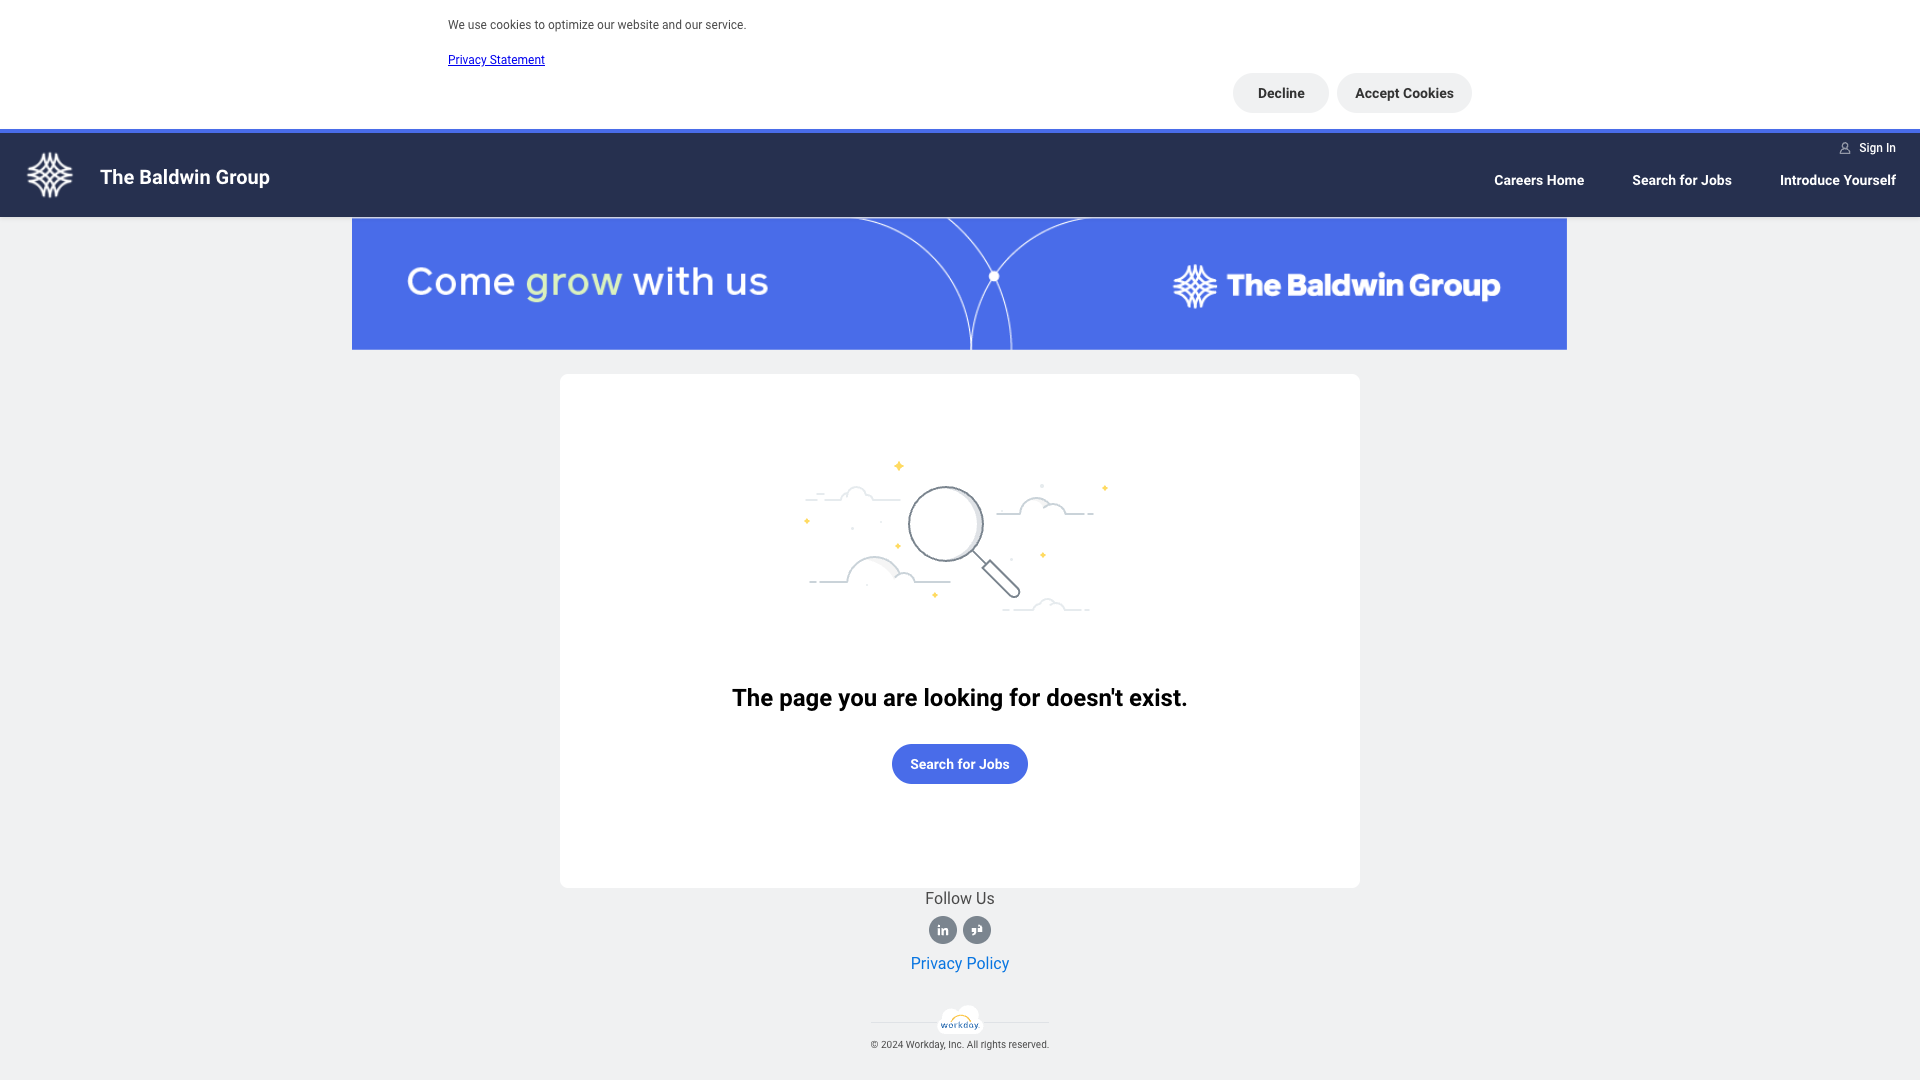 We use cookies to optimize our website and our service.
Privacy Statement
Decline
Accept Cookies
Sign In
The Baldwin Group
Careers Home
Search for Jobs
Introduce Yourself
Come grow with us
The Baldwin Group
The page you are looking for doesn't exist.
Search for Jobs
Follow Us
in
Privacy Policy
workday.
© 2024 Workday, Inc. All rights reserved.